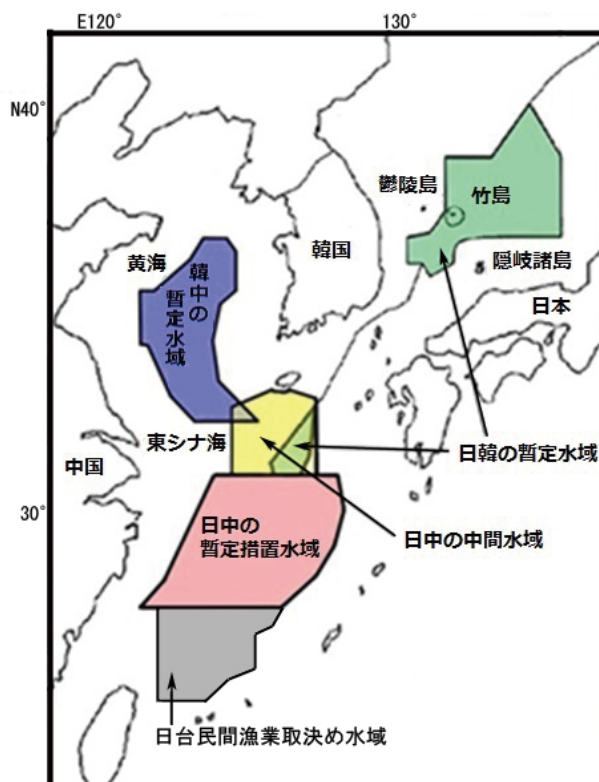 E120°
130°
N40°
鬱陵島
竹島
韓国
黄海
韓中の
暫定水域
隠岐諸島
日本
東シナ海
中国
日韓の暫定水域
30°
日中の
暫定措置水域
日中の中間水域
日台民間漁業取決め水域